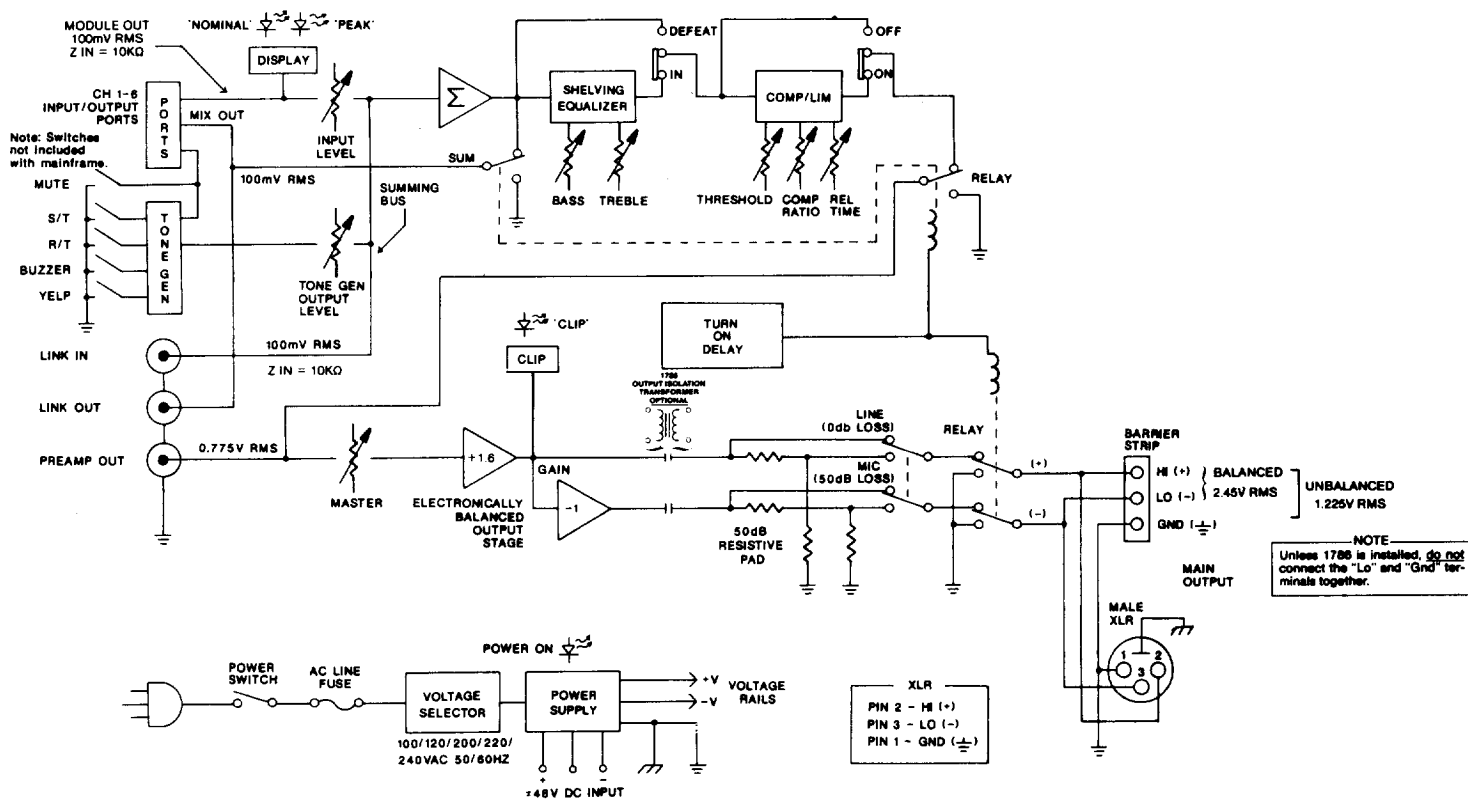 MODULE OUT
100mV RMS
Z IN = 10KΩ
'NOMINAL'
'PEAK'
DISPLAY
CH 1-6
INPUT/OUTPUT
PORTS
PORTS
MIX OUT
INPUT
LEVEL
Note: Switches
not included
with mainframe.
MUTE
S/T
R/T
BUZZER
YELP
TONE GEN
100mV RMS
SUMMING
BUS
TONE GEN
OUTPUT
LEVEL
Σ
SUM
SHELVING
EQUALIZER
BASS
TREBLE
DEFEAT
IN
COMP/LIM
THRESHOLD
COMP
RATIO
REL
TIME
OFF
ON
RELAY
LINK IN
100mV RMS
Z IN = 10KΩ
LINK OUT
PREAMP OUT
0.775V RMS
MASTER
'CLIP'
CLIP
+1.6
GAIN
-1
ELECTRONICALLY
BALANCED
OUTPUT
STAGE
1786
OUTPUT ISOLATION
TRANSFORMER
OPTIONAL
TURN
ON
DELAY
50dB
RESISTIVE
PAD
LINE
(0db LOSS)
MIC
(50dB LOSS)
RELAY
(+)
(-)
BARRIER
STRIP
HI (+)
LO (-)
GND (⏚)
BALANCED
2.45V RMS
UNBALANCED
1.225V RMS
MAIN
OUTPUT
NOTE
Unless 1786 is installed, do not
connect the "Lo" and "Gnd" ter-
minals together.
MALE
XLR
1
2
3
POWER
SWITCH
AC LINE
FUSE
VOLTAGE
SELECTOR
100/120/200/220/
240VAC 50/60HZ
POWER ON
POWER
SUPPLY
+V
-V
VOLTAGE
RAILS
+
-
±48V DC INPUT
XLR
PIN 2 - HI (+)
PIN 3 - LO (-)
PIN 1 - GND (⏚)